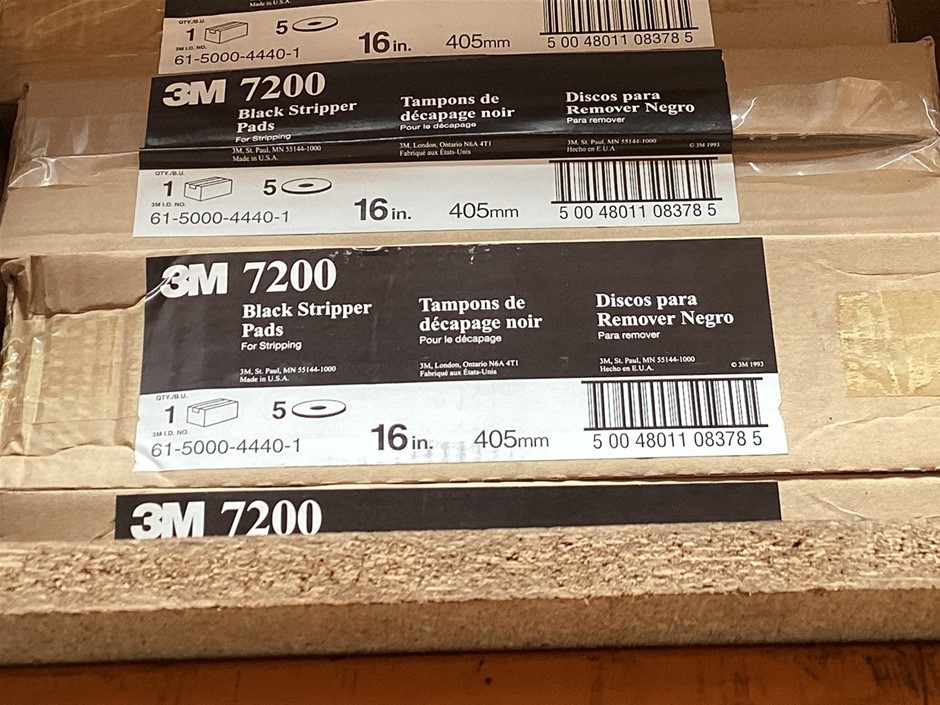 Made in U.S.A.
QTY./B.U.
1 5
3M I.D. NO.
61-5000-4440-1
16 in. 405mm
5 00 48011 08378 5
3M 7200
Black Stripper
Pads
For Stripping
3M, St. Paul, MN 55144-1000
Made in U.S.A.
Tampons de
décapage noir
Pour le décapage
3M, London, Ontario N6A 4T1
Fabriqué aux États-Unis
Discos para
Remover Negro
Para remover
3M, St. Paul, MN 55144-1000
Hecho en E.U.A.
© 3M 1993
QTY./B.U.
1 5
3M I.D. NO.
61-5000-4440-1
16 in. 405mm
5 00 48011 08378 5
3M 7200
Black Stripper
Pads
For Stripping
3M, St. Paul, MN 55144-1000
Made in U.S.A.
Tampons de
décapage noir
Pour le décapage
3M, London, Ontario N6A 4T1
Fabriqué aux États-Unis
Discos para
Remover Negro
Para remover
3M, St. Paul, MN 55144-1000
Hecho en E.U.A.
© 3M 1993
QTY./B.U.
1 5
3M I.D. NO.
61-5000-4440-1
16 in. 405mm
5 00 48011 08378 5
3M 7200